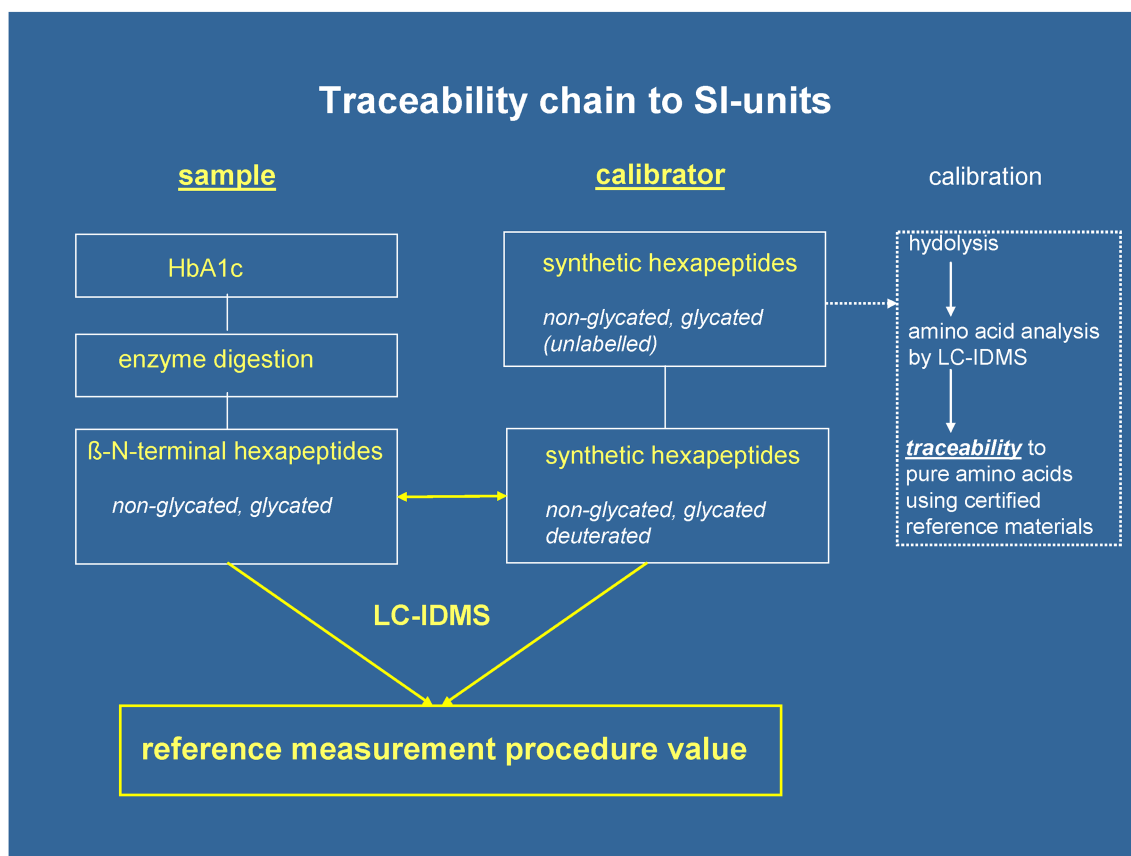 Traceability chain to SI-units
sample
HbA1c
enzyme digestion
ß-N-terminal hexapeptides
non-glycated, glycated
calibrator
synthetic hexapeptides
non-glycated, glycated
(unlabelled)
synthetic hexapeptides
non-glycated, glycated
deuterated
calibration
hydolysis
amino acid analysis
by LC-IDMS
traceability to
pure amino acids
using certified
reference materials
LC-IDMS
reference measurement procedure value